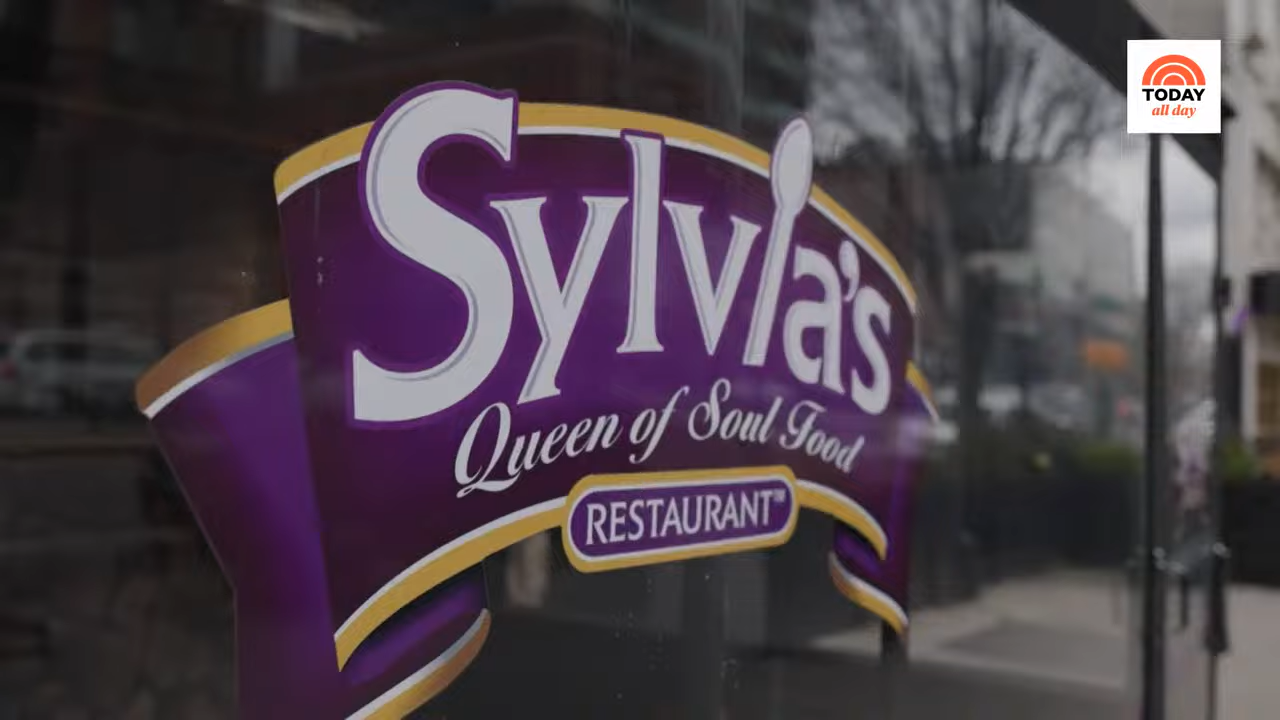 Sylvia's
Queen of Soul Food
RESTAURANT™
TODAY
all day